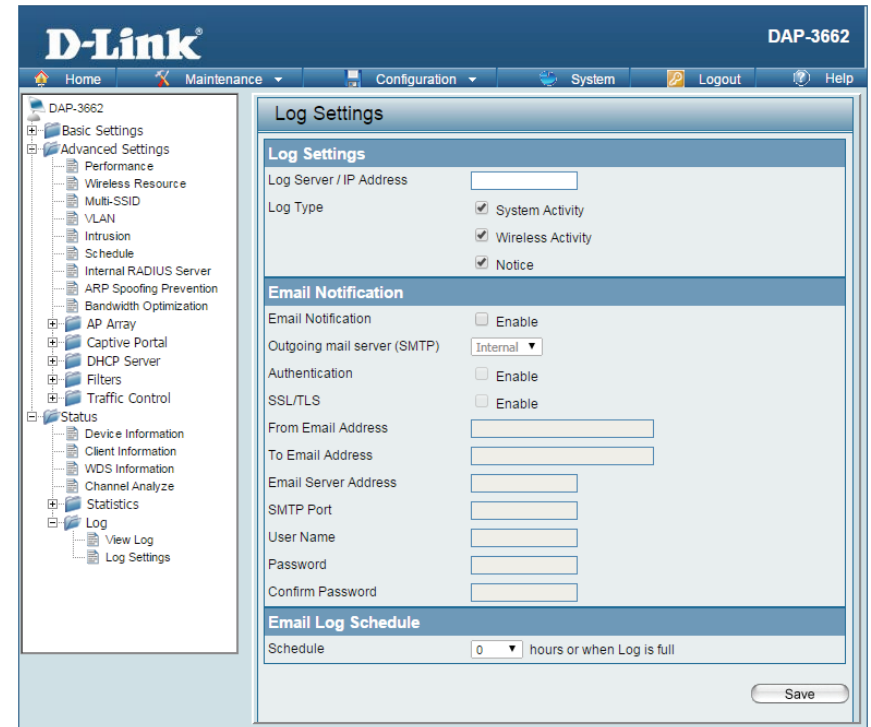 D-Link®
DAP-3662
Home Maintenance Configuration System Logout Help
DAP-3662
Basic Settings
Advanced Settings
Performance
Wireless Resource
Multi-SSID
VLAN
Intrusion
Schedule
Internal RADIUS Server
ARP Spoofing Prevention
Bandwidth Optimization
AP Array
Captive Portal
DHCP Server
Filters
Traffic Control
Status
Device Information
Client Information
WDS Information
Channel Analyze
Statistics
Log
View Log
Log Settings
Log Settings
Log Settings
Log Server / IP Address
Log Type System Activity
Wireless Activity
Notice
Email Notification
Email Notification Enable
Outgoing mail server (SMTP) Internal
Authentication Enable
SSL/TLS Enable
From Email Address
To Email Address
Email Server Address
SMTP Port
User Name
Password
Confirm Password
Email Log Schedule
Schedule 0 hours or when Log is full
Save